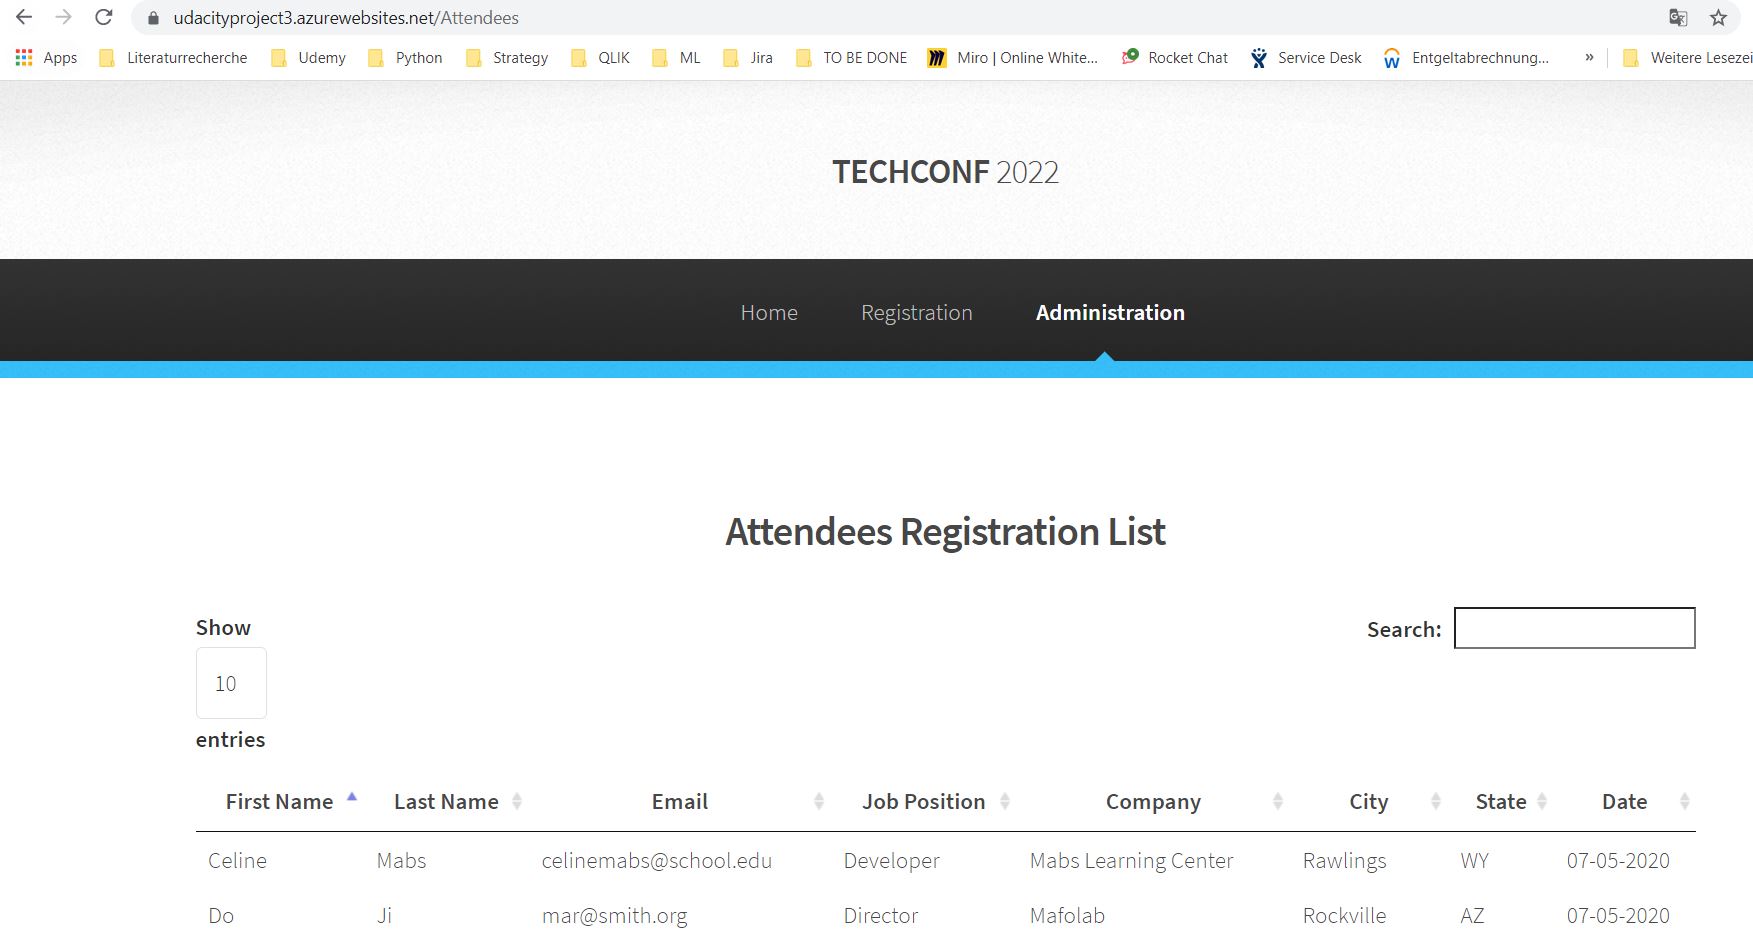 udacityproject3.azurewebsites.net/Attendees
Apps Literaturrecherche Udemy Python Strategy QLIK ML Jira TO BE DONE Miro | Online White... Rocket Chat Service Desk Entgeltabrechnung... » Weitere Lesezei
TECHCONF 2022
Home Registration Administration
Attendees Registration List
Show
Search:
10
entries
First Name Last Name Email Job Position Company City State Date
Celine Mabs celinemabs@school.edu Developer Mabs Learning Center Rawlings WY 07-05-2020
Do Ji mar@smith.org Director Mafolab Rockville AZ 07-05-2020